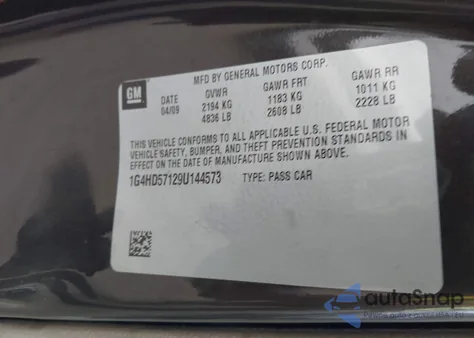 GM
MFD BY GENERAL MOTORS CORP.
DATE GVWR GAWR FRT GAWR RR
04/09 2194 KG 1183 KG 1011 KG
4836 LB 2608 LB 2228 LB
THIS VEHICLE CONFORMS TO ALL APPLICABLE U.S. FEDERAL MOTOR
VEHICLE SAFETY, BUMPER, AND THEFT PREVENTION STANDARDS IN
EFFECT ON THE DATE OF MANUFACTURE SHOWN ABOVE.
1G4HD57129U144573 TYPE: PASS CAR
autoSnap